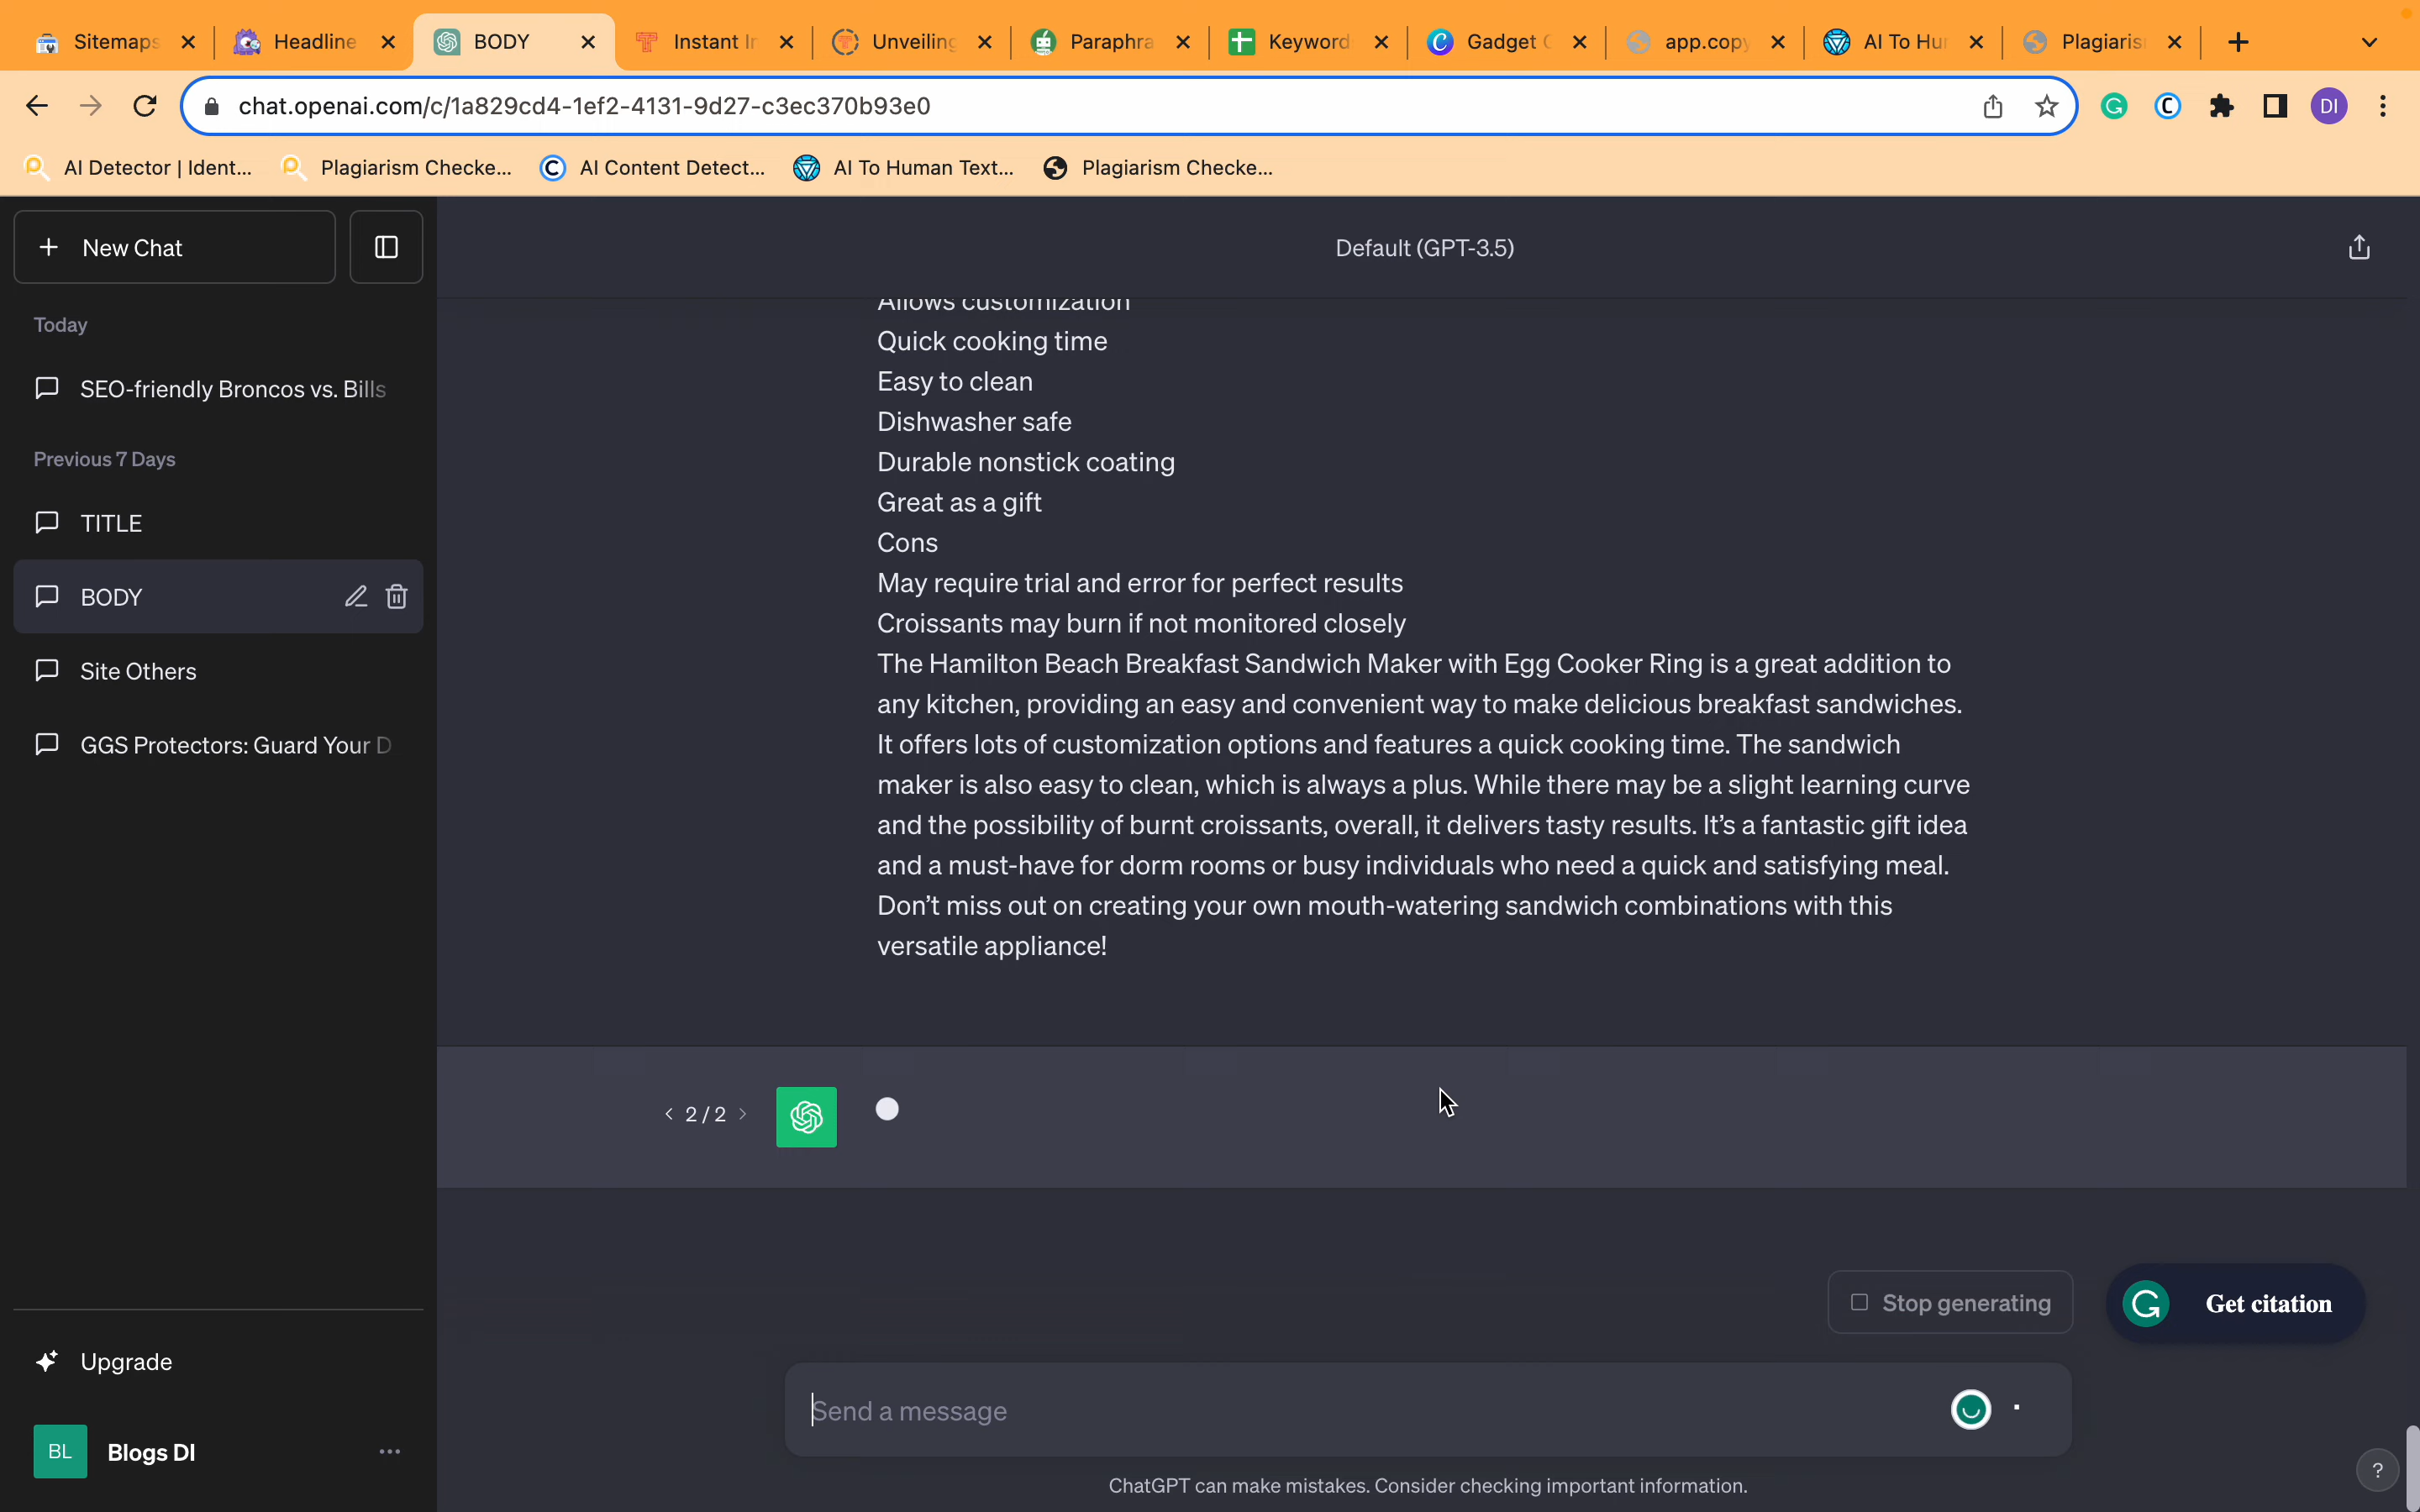 Sitemaps
Headline
BODY
Instant Ir
Unveiling
Paraphra
Keyword
Gadget
app.copy
AI To Hu
Plagiaris
chat.openai.com/c/1a829cd4-1ef2-4131-9d27-c3ec370b93e0
DI
AI Detector | Ident...
Plagiarism Checke...
AI Content Detect...
AI To Human Text...
Plagiarism Checke...
New Chat
Default (GPT-3.5)
Today
SEO-friendly Broncos vs. Bills
Previous 7 Days
TITLE
BODY
Site Others
GGS Protectors: Guard Your D
Allows customization
Quick cooking time
Easy to clean
Dishwasher safe
Durable nonstick coating
Great as a gift
Cons
May require trial and error for perfect results
Croissants may burn if not monitored closely
The Hamilton Beach Breakfast Sandwich Maker with Egg Cooker Ring is a great addition to
any kitchen, providing an easy and convenient way to make delicious breakfast sandwiches.
It offers lots of customization options and features a quick cooking time. The sandwich
maker is also easy to clean, which is always a plus. While there may be a slight learning curve
and the possibility of burnt croissants, overall, it delivers tasty results. It’s a fantastic gift idea
and a must-have for dorm rooms or busy individuals who need a quick and satisfying meal.
Don’t miss out on creating your own mouth-watering sandwich combinations with this
versatile appliance!
2 / 2
Stop generating
Get citation
Upgrade
BL
Blogs DI
Send a message
ChatGPT can make mistakes. Consider checking important information.
?